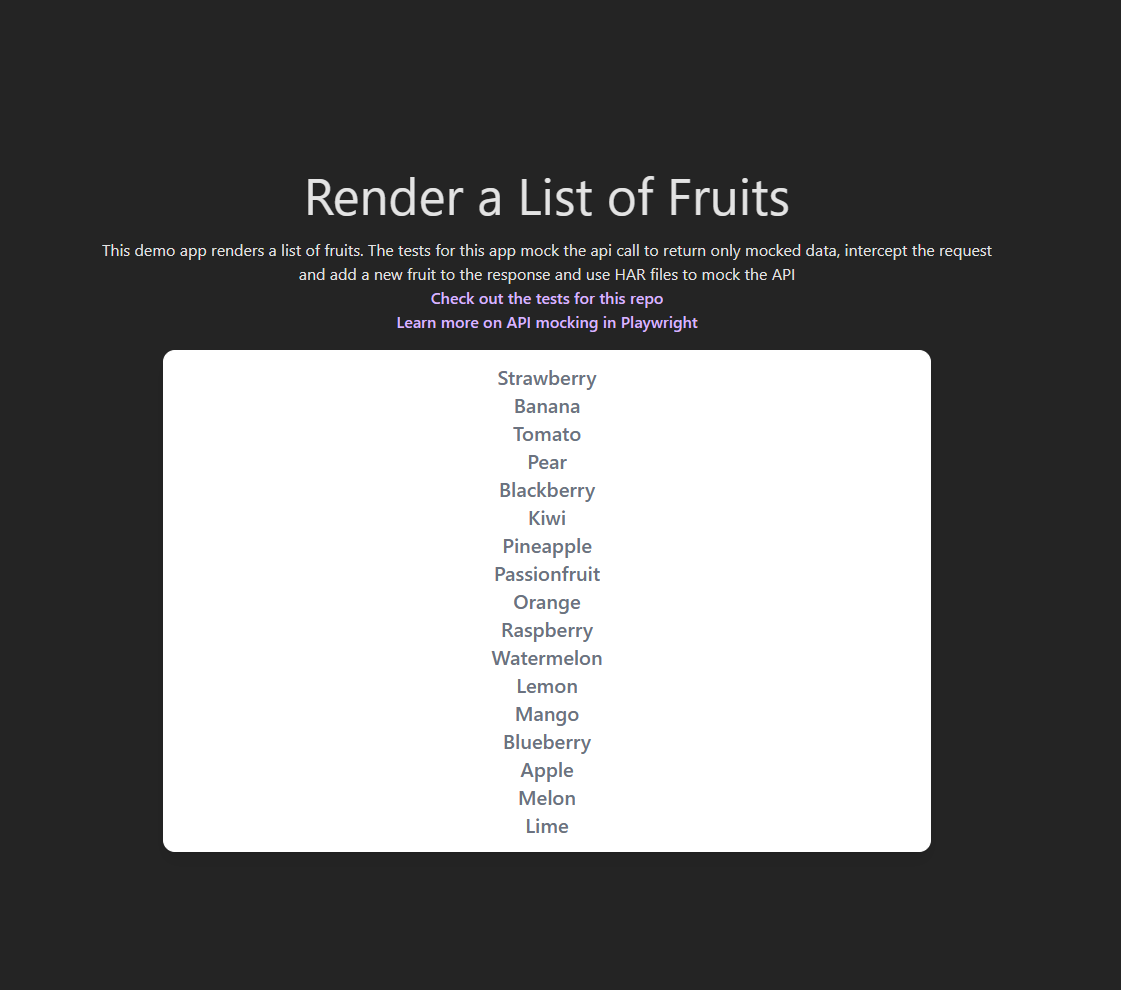 Render a List of Fruits
This demo app renders a list of fruits. The tests for this app mock the api call to return only mocked data, intercept the request
and add a new fruit to the response and use HAR files to mock the API
Check out the tests for this repo
Learn more on API mocking in Playwright
Strawberry
Banana
Tomato
Pear
Blackberry
Kiwi
Pineapple
Passionfruit
Orange
Raspberry
Watermelon
Lemon
Mango
Blueberry
Apple
Melon
Lime